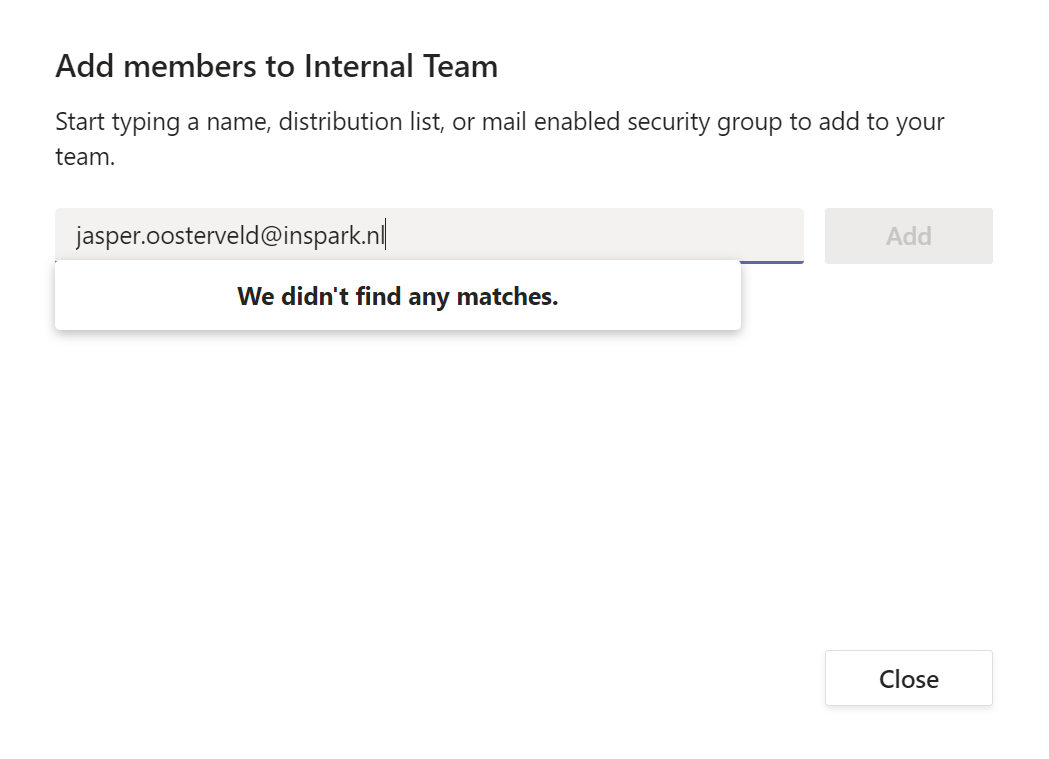 Add members to Internal Team
Start typing a name, distribution list, or mail enabled security group to add to your
team.
jasper.oosterveld@inspark.nl
Add
We didn't find any matches.
Close